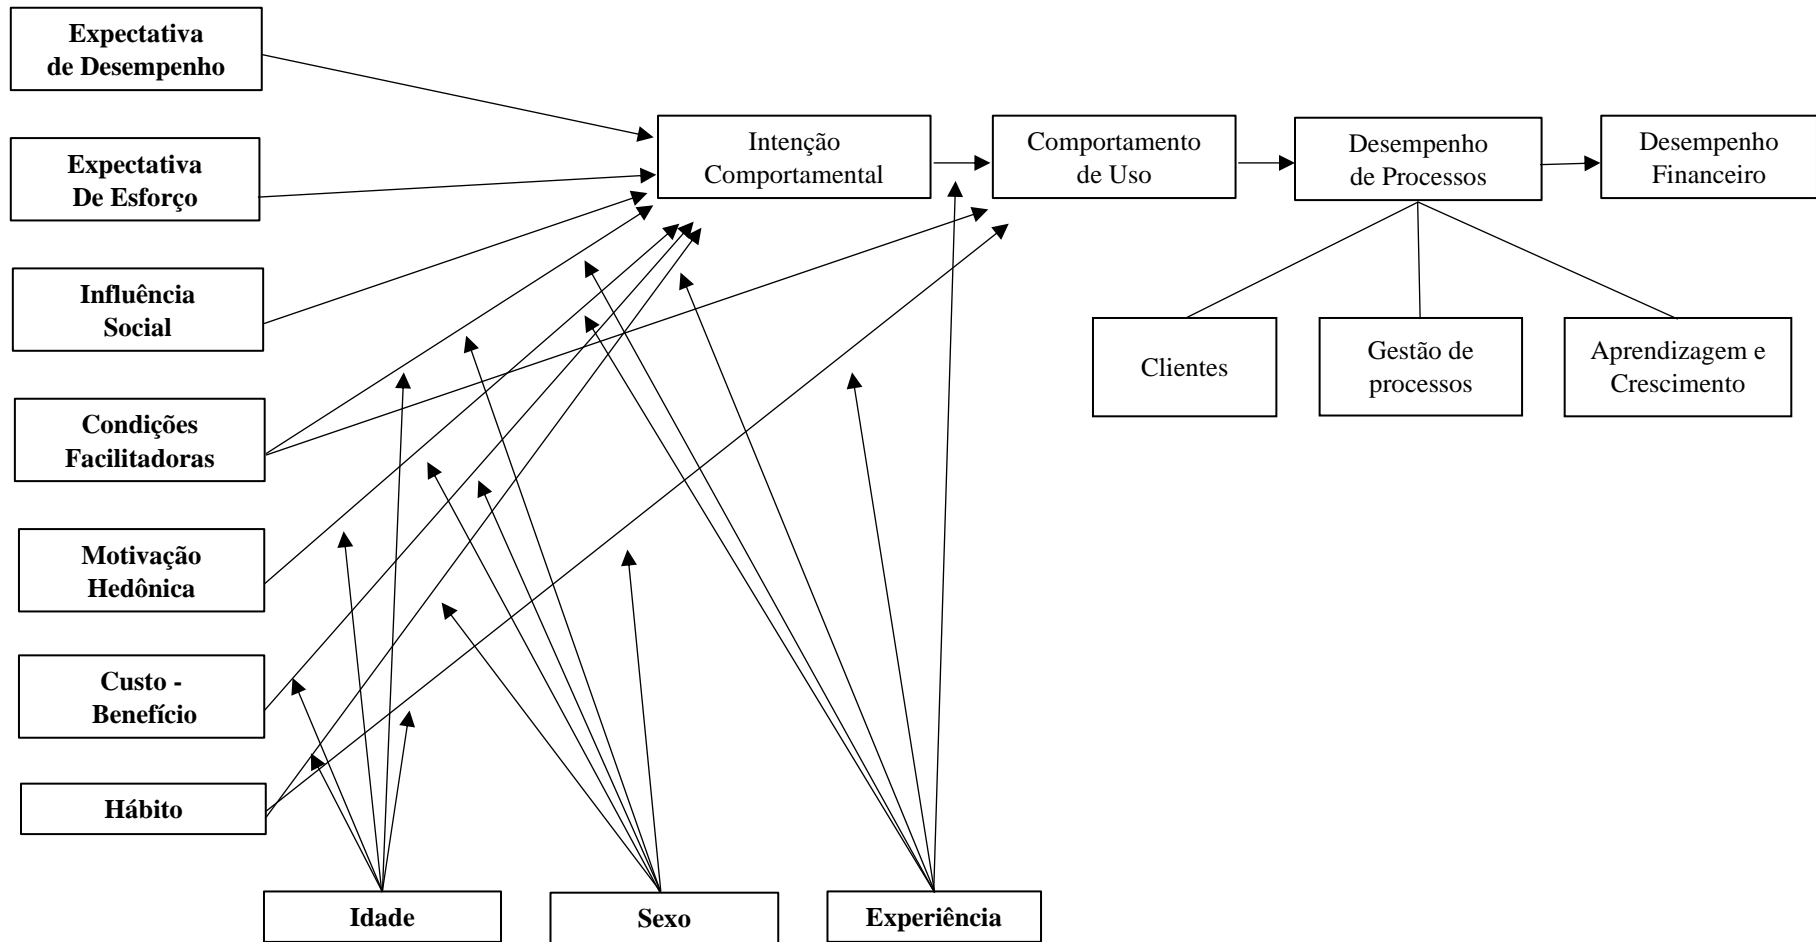 Expectativa
de Desempenho
Expectativa
De Esforço
Influência
Social
Condições
Facilitadoras
Motivação
Hedônica
Custo -
Benefício
Hábito
Intenção
Comportamental
Comportamento
de Uso
Desempenho
de Processos
Desempenho
Financeiro
Clientes
Gestão de
processos
Aprendizagem e
Crescimento
Idade
Sexo
Experiência